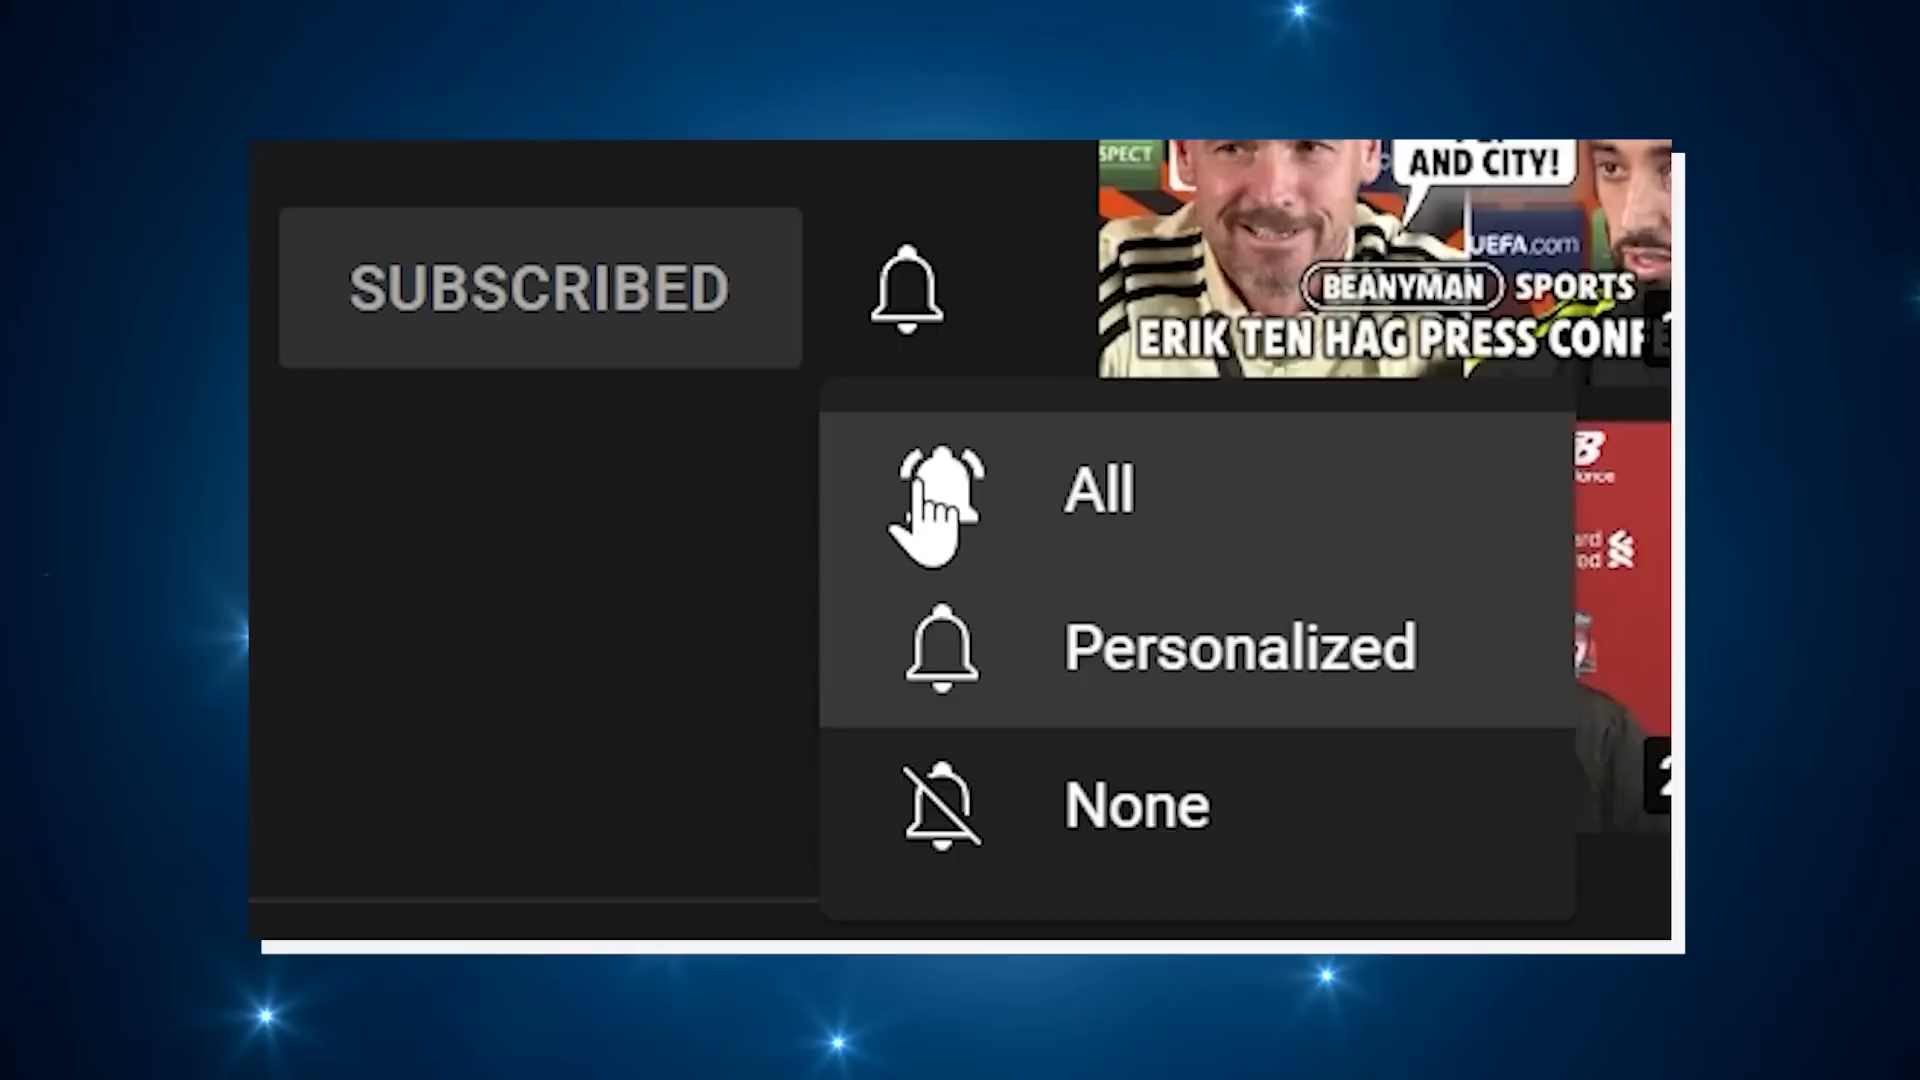 SPECT
AND CITY!
SUBSCRIBED
UEFA.com
BEANYMAN SPORTS
ERIK TEN HAG PRESS CONF
All
Personalized
None